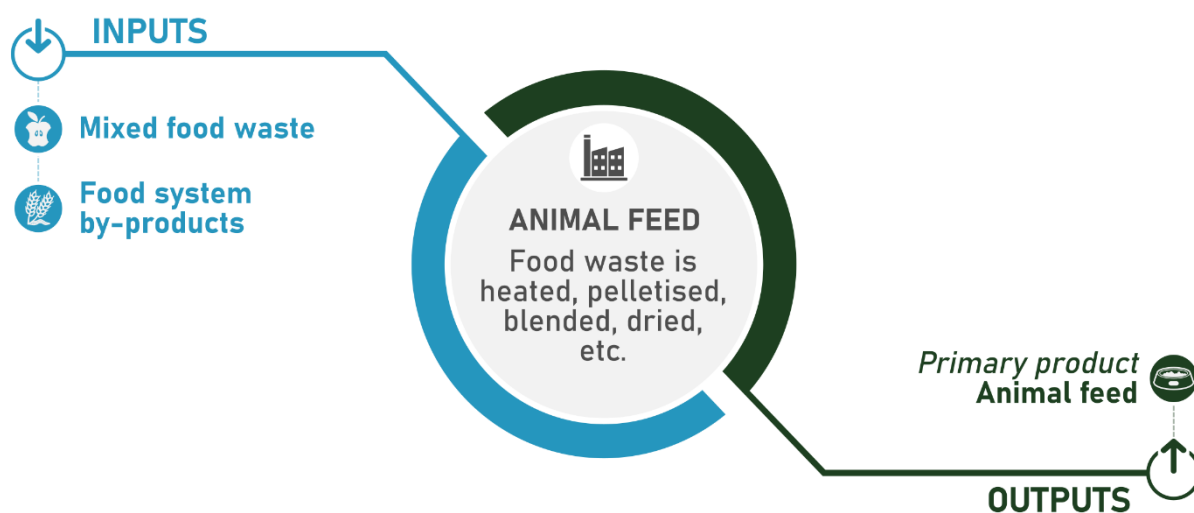 INPUTS
Mixed food waste
Food system
by-products
ANIMAL FEED
Food waste is
heated, pelletised,
blended, dried,
etc.
Primary product
Animal feed
OUTPUTS